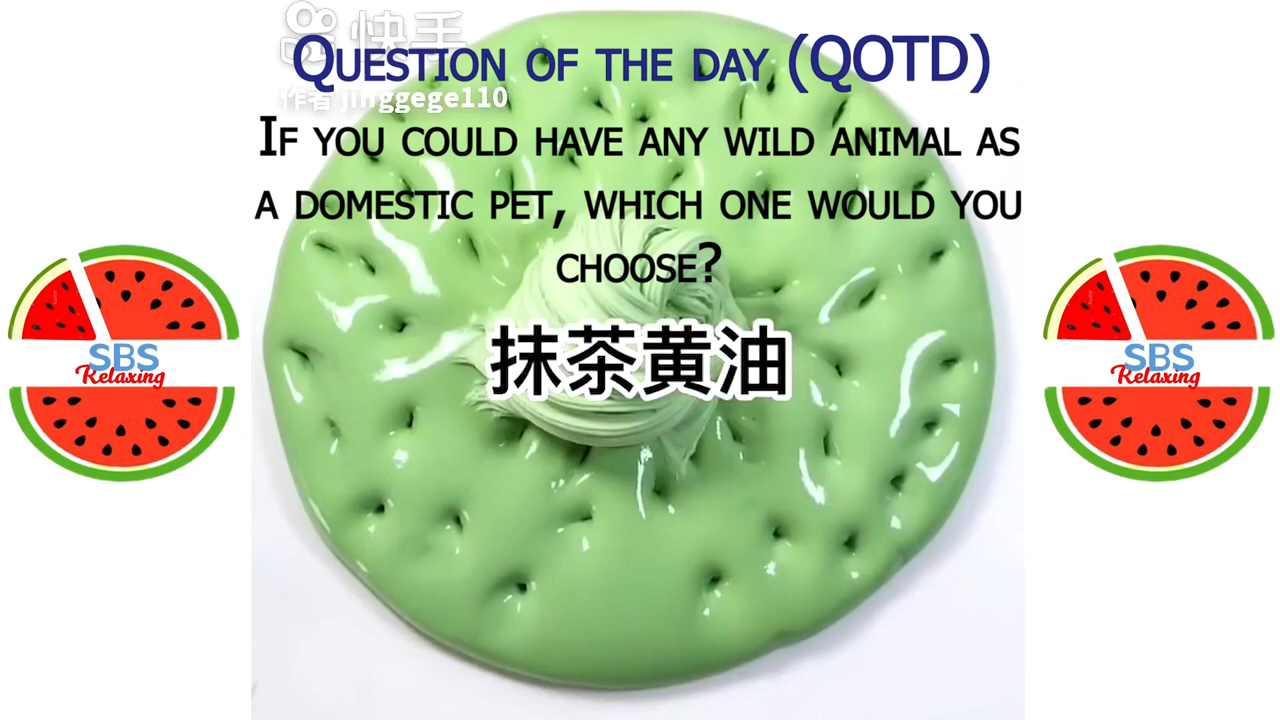 快手
QUESTION OF THE DAY (QOTD)
作者 jinggege110
IF YOU COULD HAVE ANY WILD ANIMAL AS
A DOMESTIC PET, WHICH ONE WOULD YOU
CHOOSE?
抹茶黄油
SBS
Relaxing
SBS
Relaxing